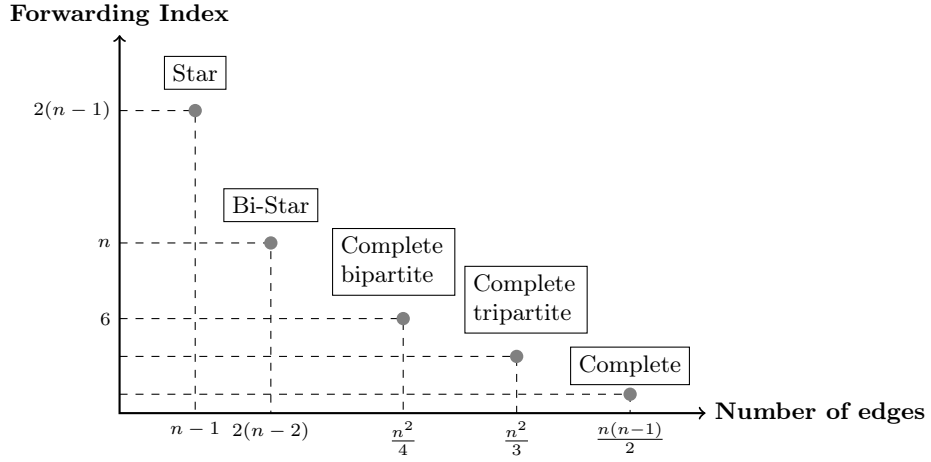 Forwarding Index
Star
2(n − 1)
Bi-Star
n
Complete
bipartite
Complete
tripartite
6
Complete
Number of edges
n − 1
2(n − 2)
n²/4
n²/3
n(n−1)/2